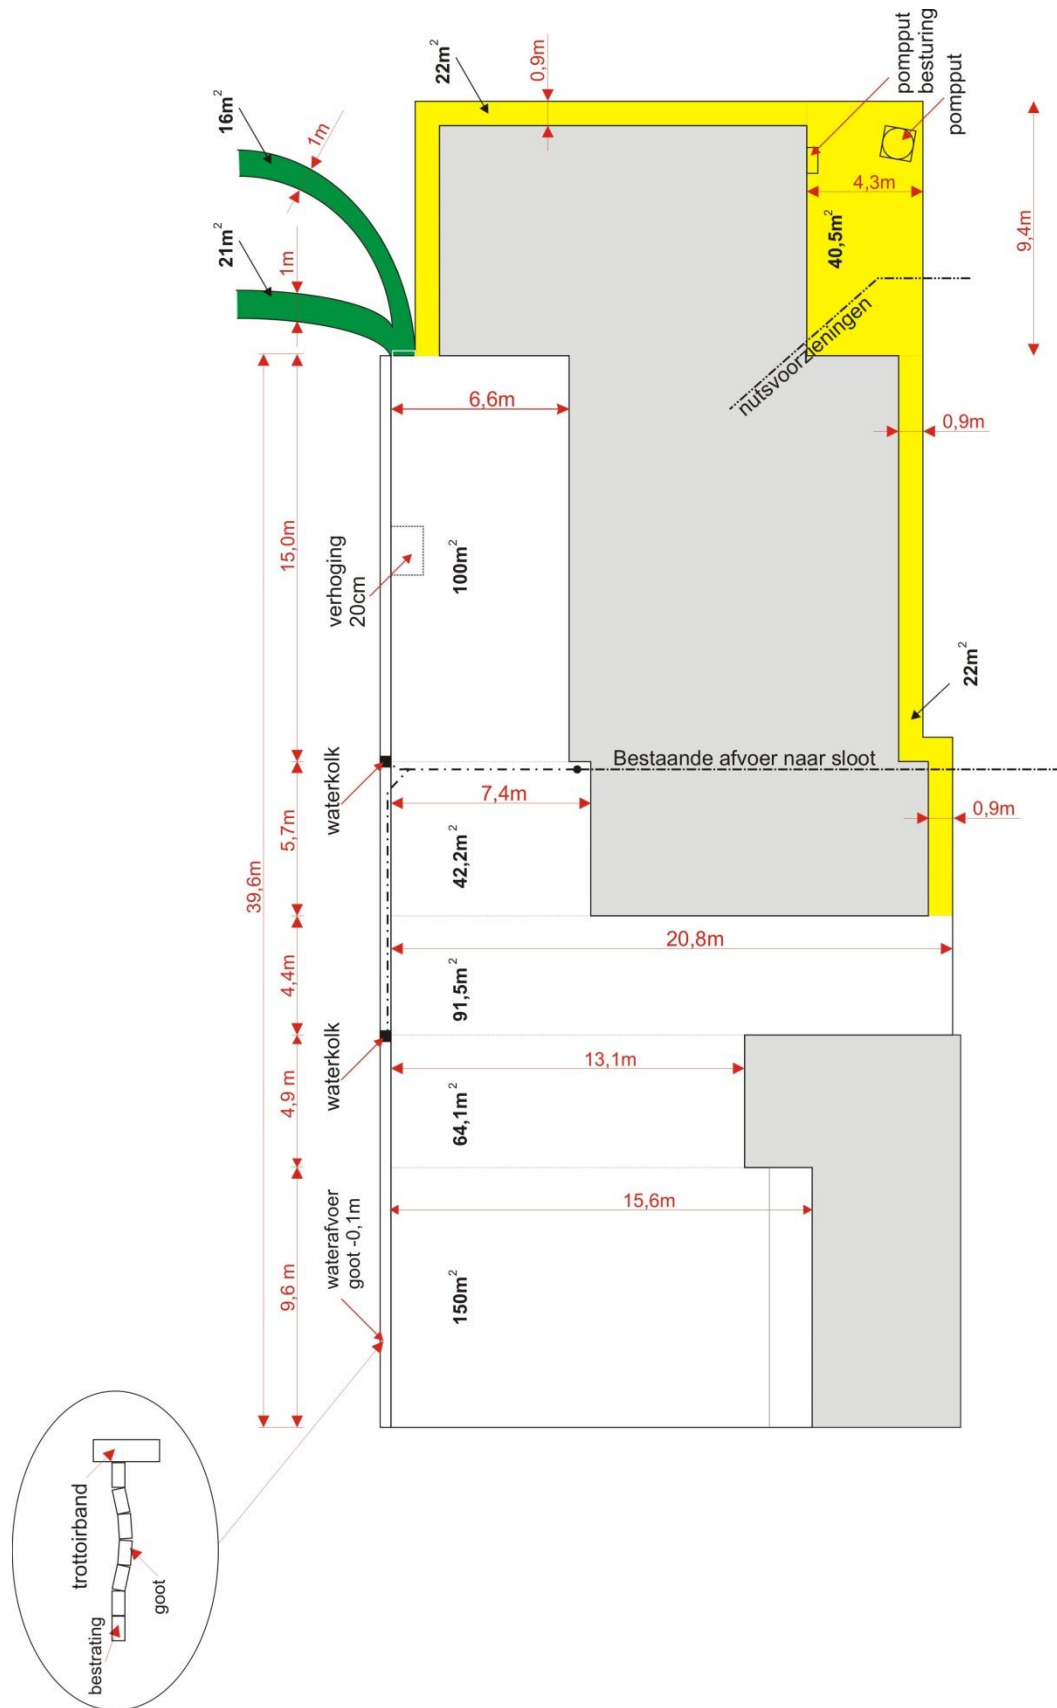 22m²
0,9m
pompput
besturing
pompput
16m²
1m
21m²
1m
4,3m
40,5m²
9,4m
nutsvoorzieningen
6,6m
0,9m
15,0m
verhoging
20cm
100m²
22m²
waterkolk
Bestaande afvoer naar sloot
7,4m
5,7m
42,2m²
0,9m
39,6m
20,8m
4,4m
91,5m²
waterkolk
13,1m
4,9 m
64,1m²
waterafvoer
goot -0,1m
15,6m
9,6 m
150m²
trottoirband
goot
bestrating